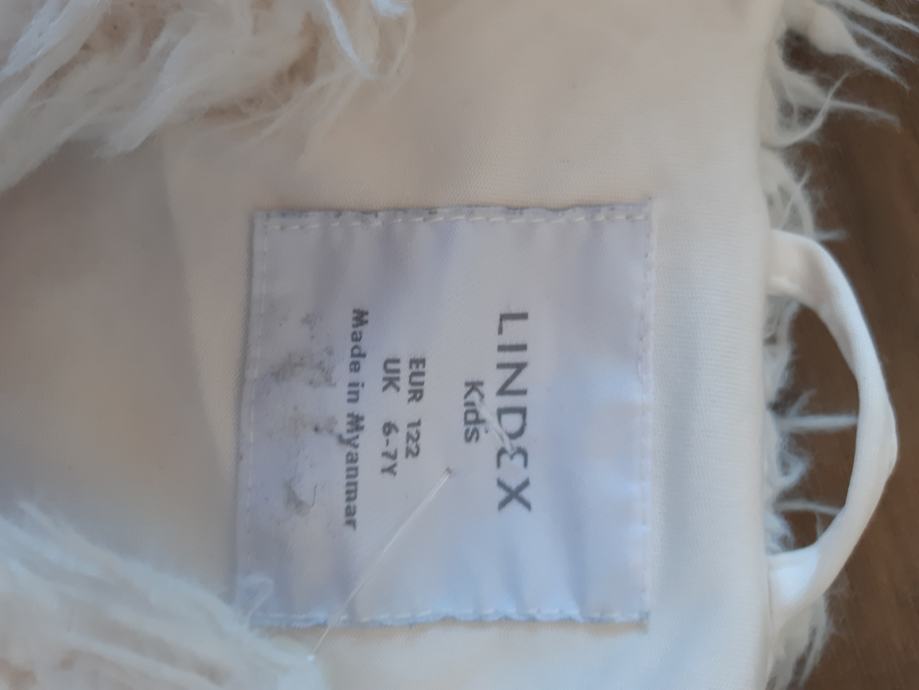 LINDEX
Kids
EUR 122
UK 6-7Y
Made in Myanmar